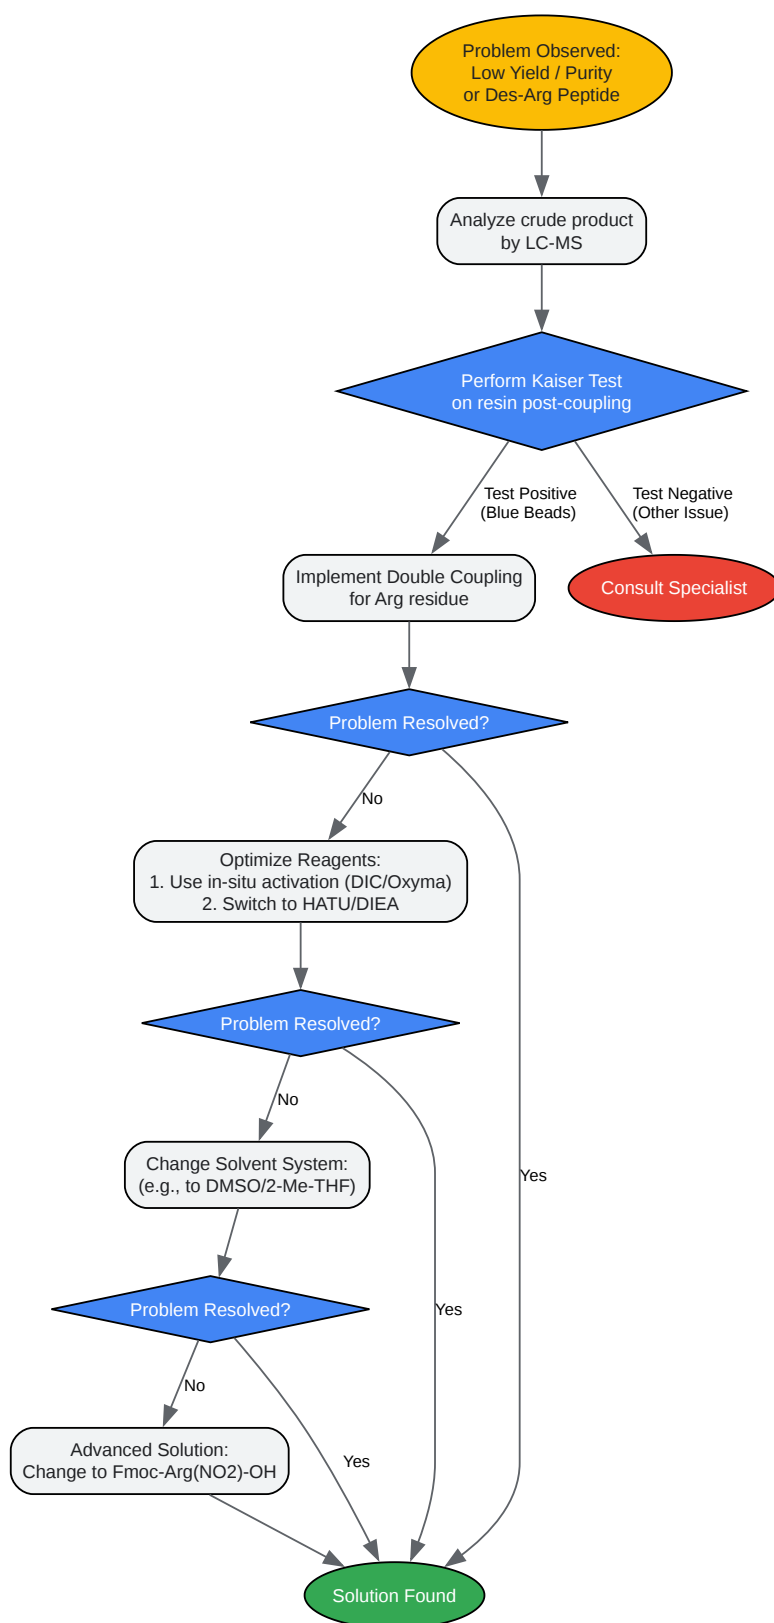 Problem Observed:
Low Yield / Purity
or Des-Arg Peptide
Analyze crude product
by LC-MS
Perform Kaiser Test
on resin post-coupling
Test Positive
(Blue Beads)
Test Negative
(Other Issue)
Implement Double Coupling
for Arg residue
Consult Specialist
Problem Resolved?
No
Optimize Reagents:
1. Use in-situ activation (DIC/Oxyma)
2. Switch to HATU/DIEA
Problem Resolved?
No
Change Solvent System:
(e.g., to DMSO/2-Me-THF)
Yes
Problem Resolved?
Yes
No
Advanced Solution:
Change to Fmoc-Arg(NO2)-OH
Yes
Solution Found